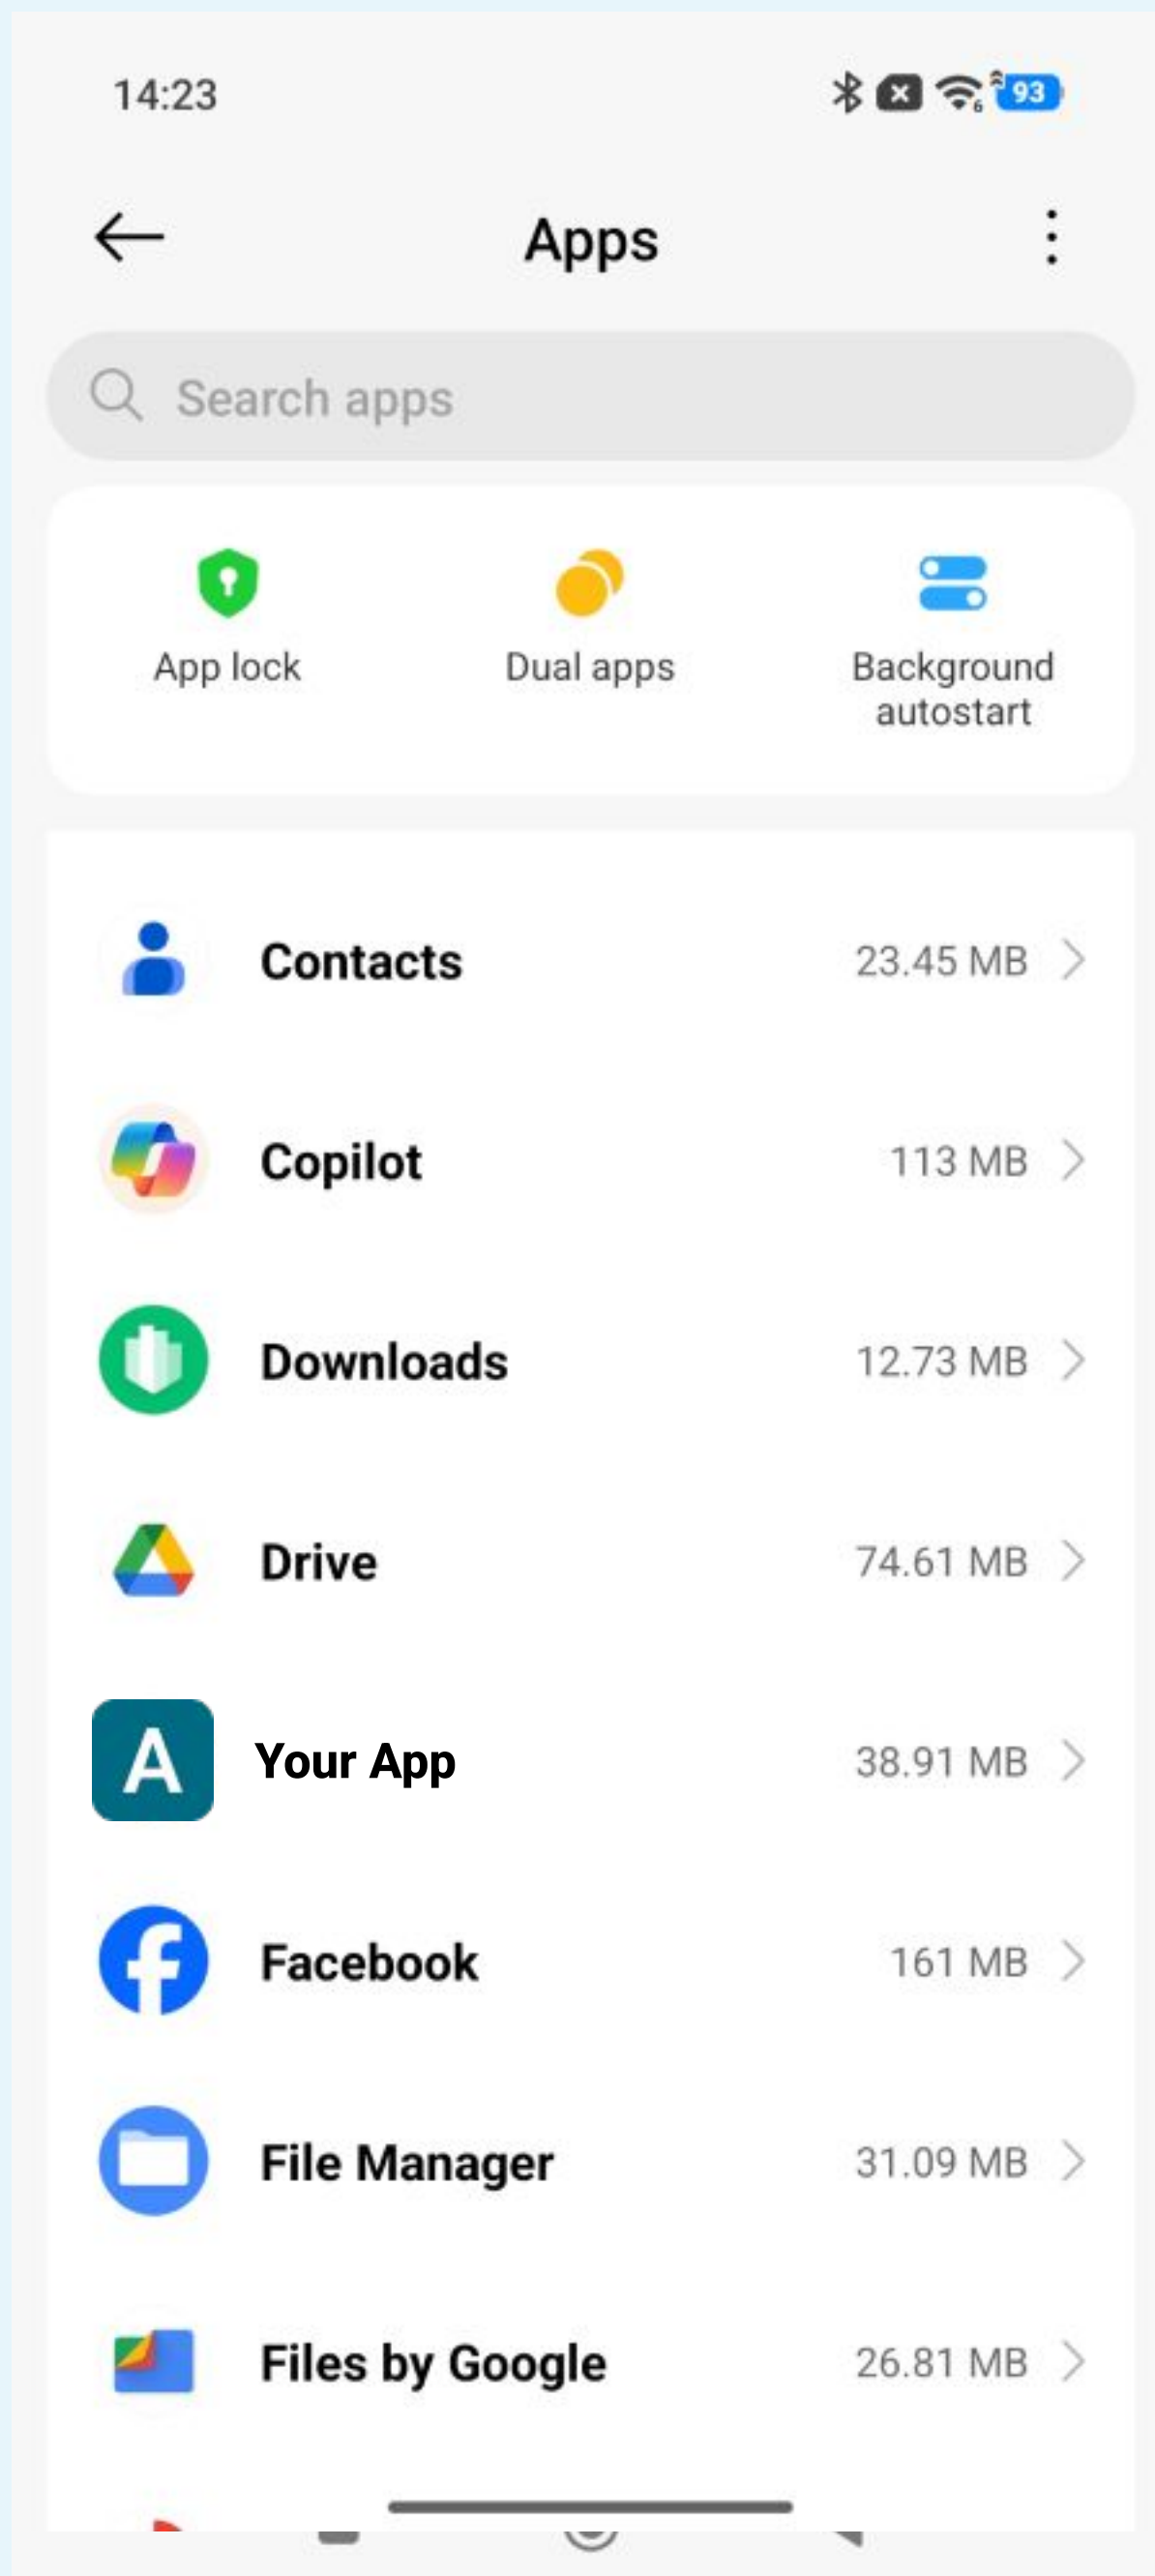 14:23
6
93
Apps
Search apps
App lock
Dual apps
Background
autostart
Contacts
23.45 MB
Copilot
113 MB
Downloads
12.73 MB
Drive
74.61 MB
A
Your App
38.91 MB
Facebook
161 MB
File Manager
31.09 MB
Files by Google
26.81 MB